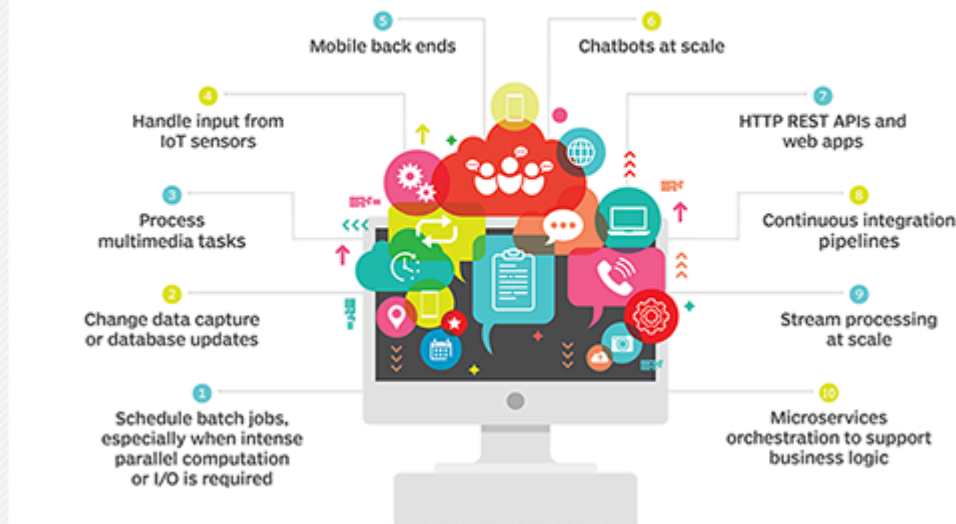 5
Mobile back ends
6
Chatbots at scale
4
Handle input from
IoT sensors
7
HTTP REST APIs and
web apps
3
Process
multimedia tasks
8
Continuous integration
pipelines
2
Change data capture
or database updates
9
Stream processing
at scale
1
Schedule batch jobs,
especially when intense
parallel computation
or I/O is required
10
Microservices
orchestration to support
business logic